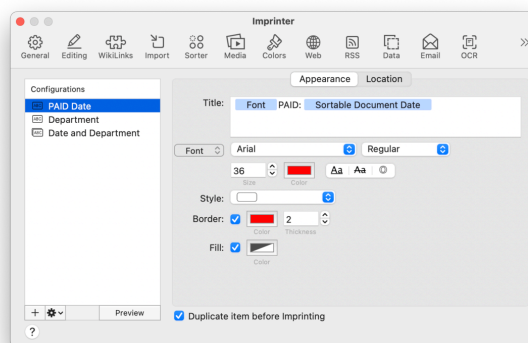 Imprinter
General Editing WikiLinks Import Sorter Media Colors Web RSS Data Email OCR
Configurations
PAID Date
Department
Date and Department
Appearance Location
Title: Font PAID: Sortable Document Date
Font Arial Regular
36 Aa Aa O
Size Color
Style:
Border: 2
Color Thickness
Fill:
Color
+ Preview
Duplicate item before Imprinting
?